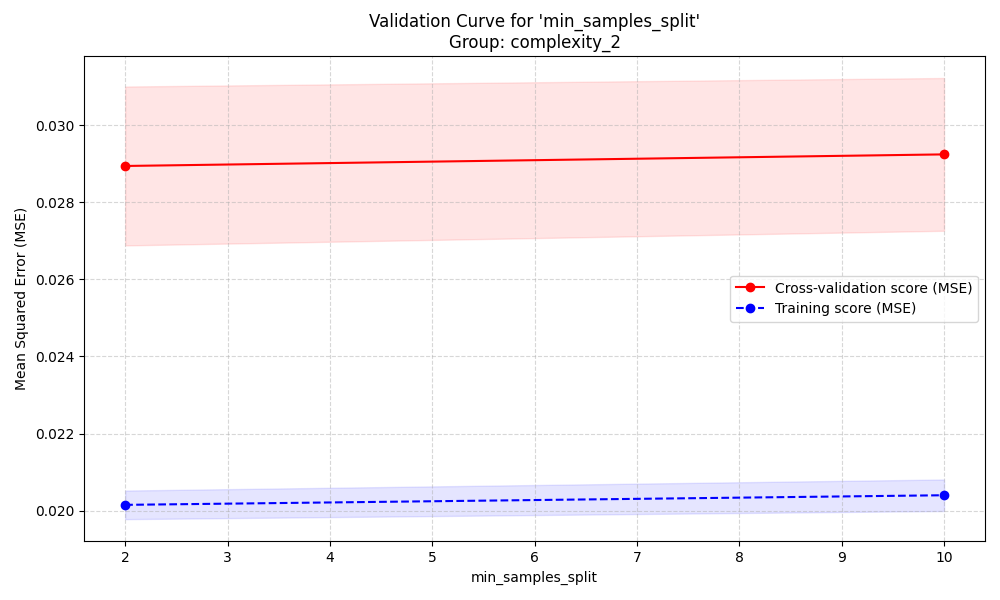 Validation Curve for 'min_samples_split'
Group: complexity_2
Mean Squared Error (MSE)
0.030
0.028
0.026
0.024
0.022
0.020
Cross-validation score (MSE)
Training score (MSE)
2 3 4 5 6 7 8 9 10
min_samples_split